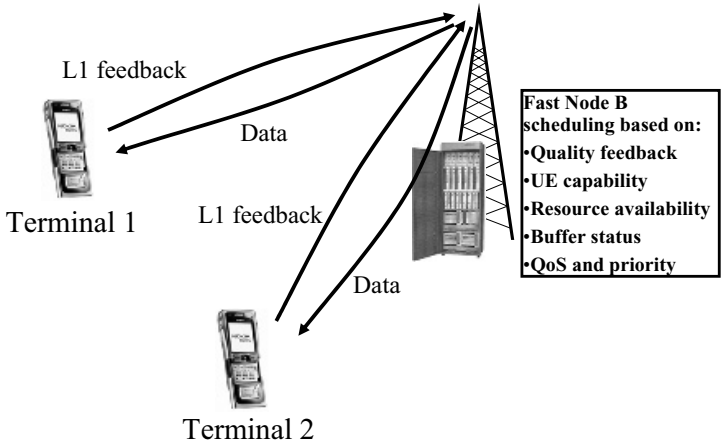 L1 feedback
Data
Terminal 1
L1 feedback
Data
Terminal 2
Fast Node B
scheduling based on:
•Quality feedback
•UE capability
•Resource availability
•Buffer status
•QoS and priority